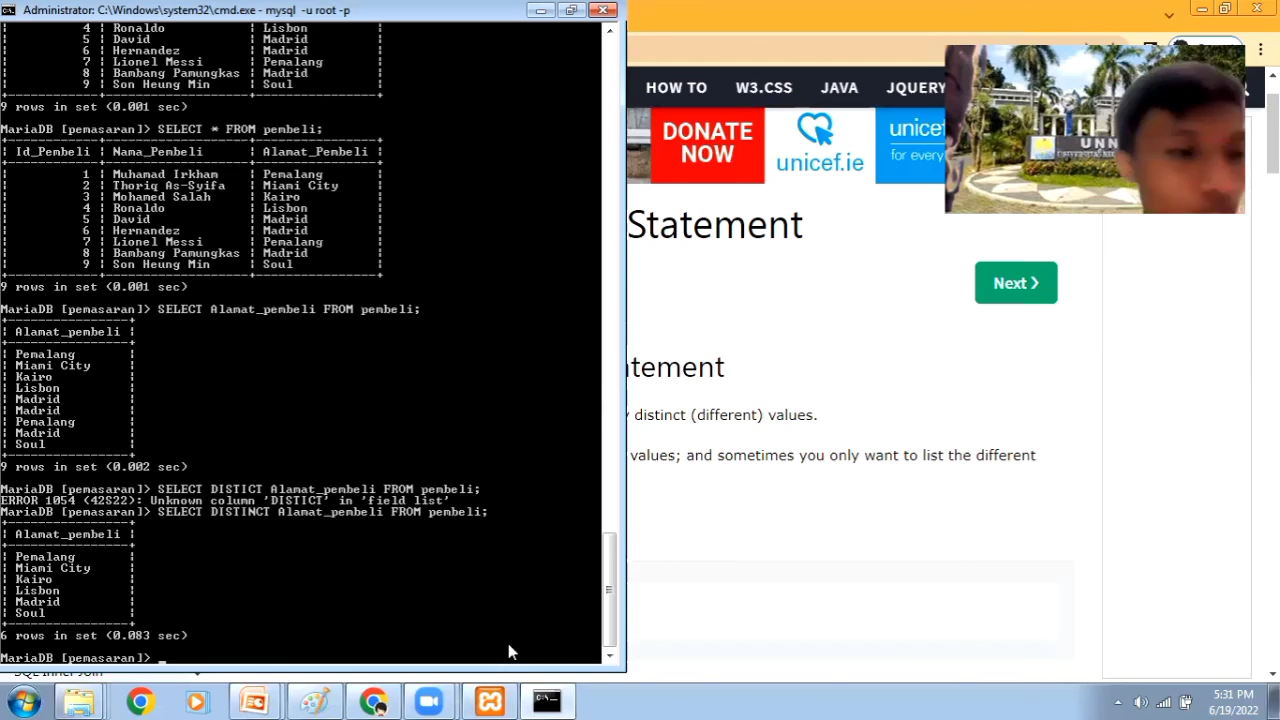 Administrator: C:\Windows\system32\cmd.exe - mysql -u root -p
| 4 | Ronaldo | Lisbon |
| 5 | David | Madrid |
| 6 | Hernandez | Madrid |
| 7 | Lionel Messi | Pemalang |
| 8 | Bambang Pamungkas | Madrid |
| 9 | Son Heung Min | Soul |
9 rows in set (0.001 sec)
MariaDB [pemasaran]> SELECT * FROM pembeli;
| Id_Pembeli | Nama_Pembeli | Alamat_Pembeli |
| 1 | Muhamad Irkham | Pemalang |
| 2 | Thoriq As-Syifa | Miami City |
| 3 | Mohamed Salah | Kairo |
| 4 | Ronaldo | Lisbon |
| 5 | David | Madrid |
| 6 | Hernandez | Madrid |
| 7 | Lionel Messi | Pemalang |
| 8 | Bambang Pamungkas | Madrid |
| 9 | Son Heung Min | Soul |
9 rows in set (0.001 sec)
MariaDB [pemasaran]> SELECT Alamat_pembeli FROM pembeli;
| Alamat_pembeli |
| Pemalang |
| Miami City |
| Kairo |
| Lisbon |
| Madrid |
| Madrid |
| Pemalang |
| Madrid |
| Soul |
9 rows in set (0.002 sec)
MariaDB [pemasaran]> SELECT DISTICT Alamat_pembeli FROM pembeli;
ERROR 1054 (42S22): Unknown column 'DISTICT' in 'field list'
MariaDB [pemasaran]> SELECT DISTINCT Alamat_pembeli FROM pembeli;
| Alamat_pembeli |
| Pemalang |
| Miami City |
| Kairo |
| Lisbon |
| Madrid |
| Soul |
6 rows in set (0.083 sec)
MariaDB [pemasaran]> _
HOW TO W3.CSS JAVA JQUERY
DONATE NOW
unicef.ie
unice
for every
UNN
Statement
Next ❯
tement
distinct (different) values.
values; and sometimes you only want to list the different
SQL Inner Join
5:31 PM
6/19/2022